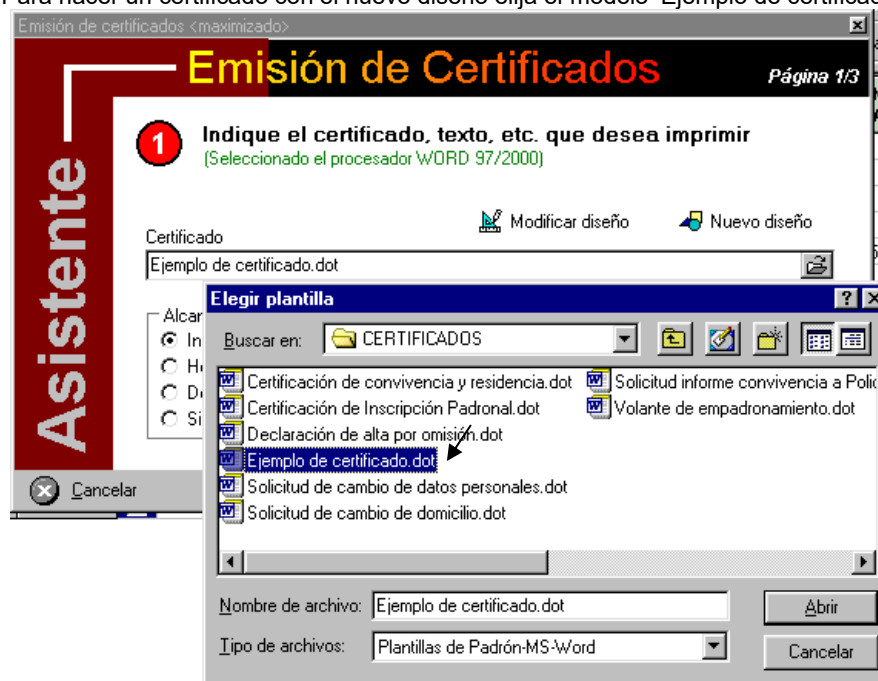 Para hacer un certificado con el nuevo diseño elija el modelo "Ejemplo de certificado
Emisión de certificados <maximizado>
Emisión de Certificados
Página 1/3
Asistente
1
Indique el certificado, texto, etc. que desea imprimir
(Seleccionado el procesador WORD 97/2000)
Modificar diseño
Nuevo diseño
Certificado
Ejemplo de certificado.dot
Elegir plantilla
Buscar en:
CERTIFICADOS
Certificación de convivencia y residencia.dot
Certificación de Inscripción Padronal.dot
Declaración de alta por omisión.dot
Ejemplo de certificado.dot
Solicitud de cambio de datos personales.dot
Solicitud de cambio de domicilio.dot
Solicitud informe convivencia a Polic
Volante de empadronamiento.dot
Alcar
In
H
D
Si
Cancelar
Nombre de archivo:
Ejemplo de certificado.dot
Abrir
Tipo de archivos:
Plantillas de Padrón-MS-Word
Cancelar